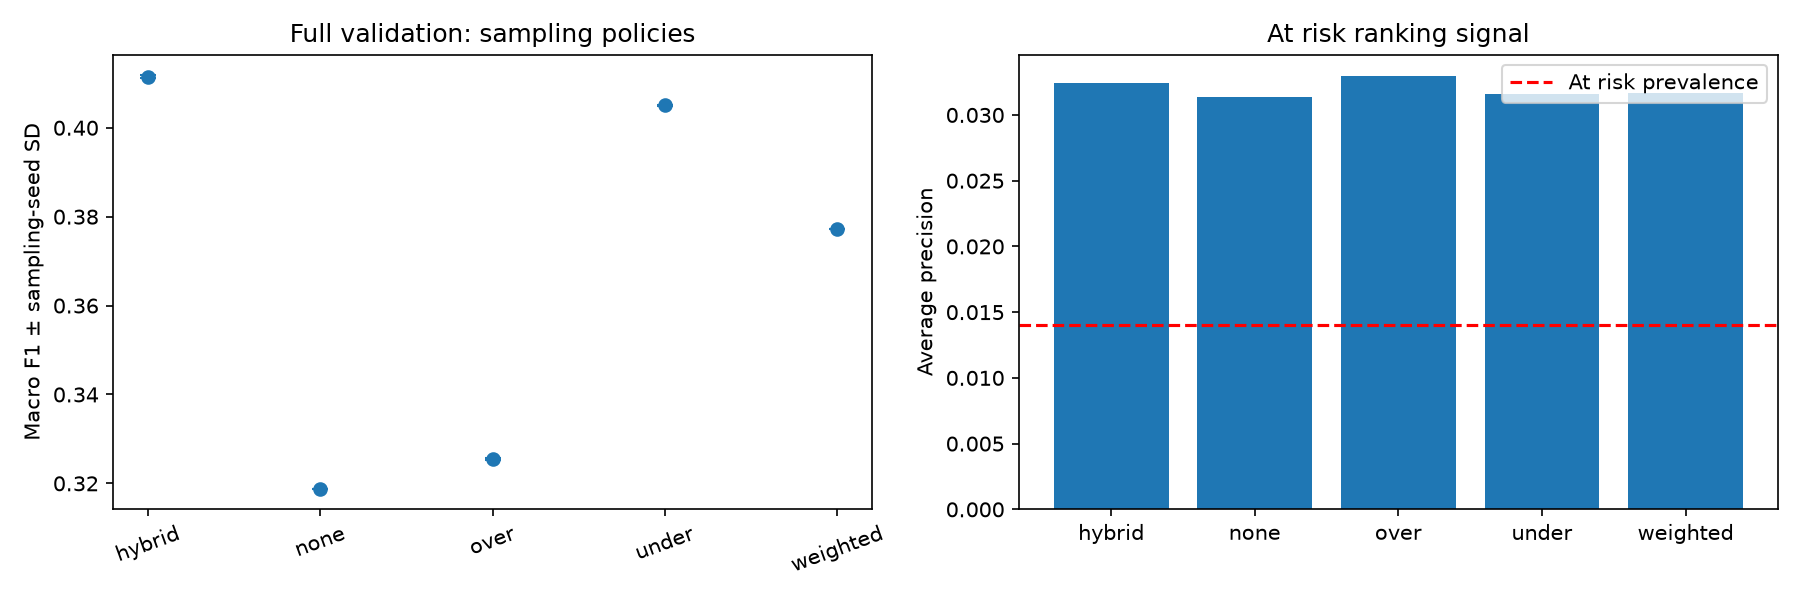 Full validation: sampling policies
Macro F1 ± sampling-seed SD
0.40
0.38
0.36
0.34
0.32
hybrid
none
over
under
weighted
At risk ranking signal
At risk prevalence
Average precision
0.030
0.025
0.020
0.015
0.010
0.005
0.000
hybrid
none
over
under
weighted